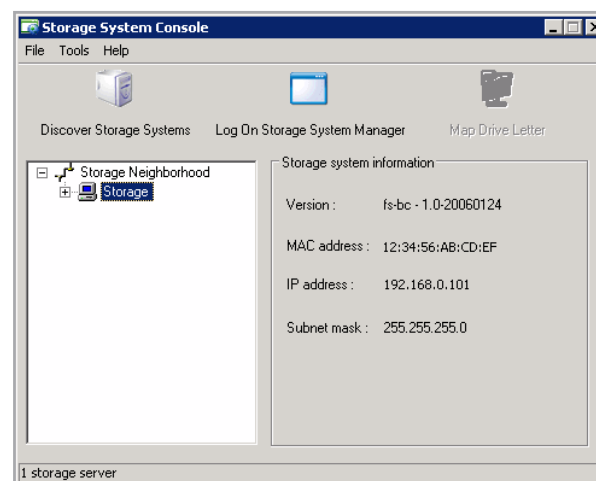 Storage System Console
File Tools Help
Discover Storage Systems Log On Storage System Manager Map Drive Letter
Storage Neighborhood
Storage
Storage system information
Version : fs-bc - 1.0-20060124
MAC address : 12:34:56:AB:CD:EF
IP address : 192.168.0.101
Subnet mask : 255.255.255.0
1 storage server